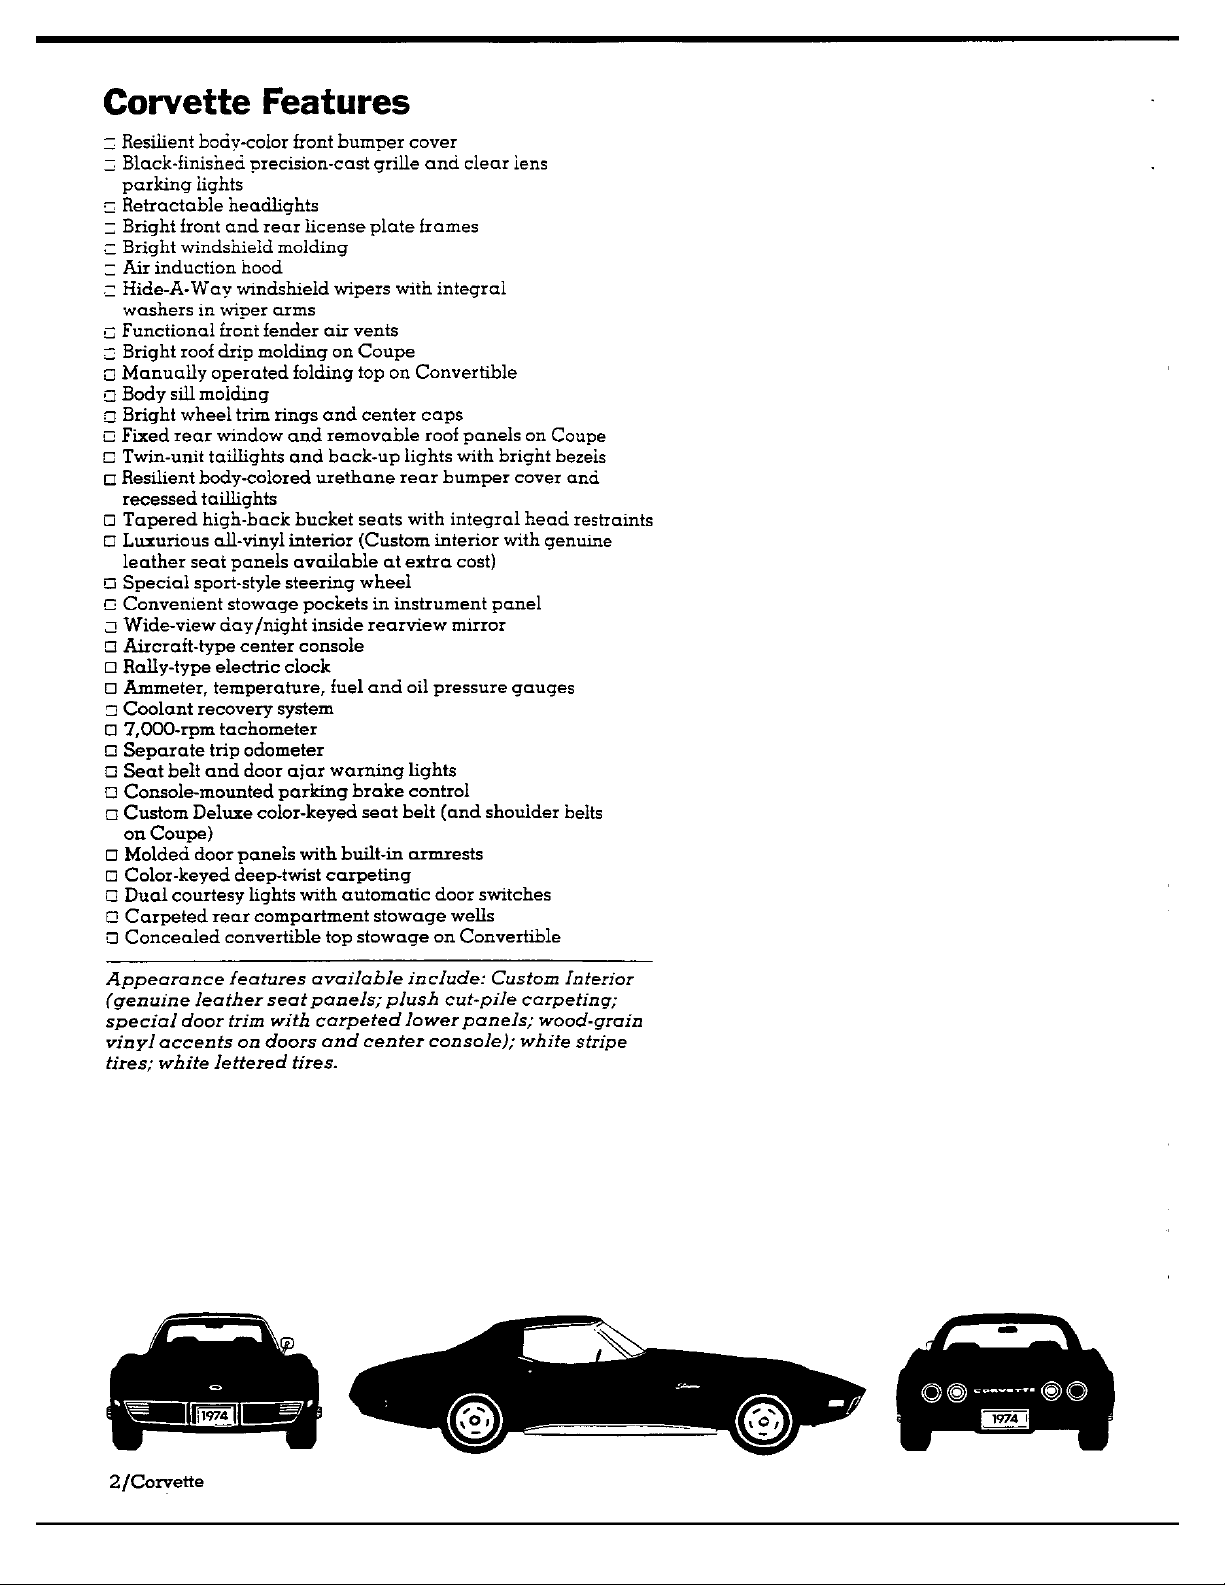 Corvette Features
□ Resilient body-color front bumper cover
□ Black-finished precision-cast grille and clear lens
parking lights
□ Retractable headlights
□ Bright front and rear license plate frames
□ Bright windshield molding
□ Air induction hood
□ Hide-A-Way windshield wipers with integral
washers in wiper arms
□ Functional front fender air vents
□ Bright roof drip molding on Coupe
□ Manually operated folding top on Convertible
□ Body sill molding
□ Bright wheel trim rings and center caps
□ Fixed rear window and removable roof panels on Coupe
□ Twin-unit taillights and back-up lights with bright bezels
□ Resilient body-colored urethane rear bumper cover and
recessed taillights
□ Tapered high-back bucket seats with integral head restraints
□ Luxurious all-vinyl interior (Custom interior with genuine
leather seat panels available at extra cost)
□ Special sport-style steering wheel
□ Convenient stowage pockets in instrument panel
□ Wide-view day/night inside rearview mirror
□ Aircraft-type center console
□ Rally-type electric clock
□ Ammeter, temperature, fuel and oil pressure gauges
□ Coolant recovery system
□ 7,000-rpm tachometer
□ Separate trip odometer
□ Seat belt and door ajar warning lights
□ Console-mounted parking brake control
□ Custom Deluxe color-keyed seat belt (and shoulder belts
on Coupe)
□ Molded door panels with built-in armrests
□ Color-keyed deep-twist carpeting
□ Dual courtesy lights with automatic door switches
□ Carpeted rear compartment stowage wells
□ Concealed convertible top stowage on Convertible
Appearance features available include: Custom Interior
(genuine leather seat panels; plush cut-pile carpeting;
special door trim with carpeted lower panels; wood-grain
vinyl accents on doors and center console); white stripe
tires; white lettered tires.
1974
CORVETTE
1974
2/Corvette